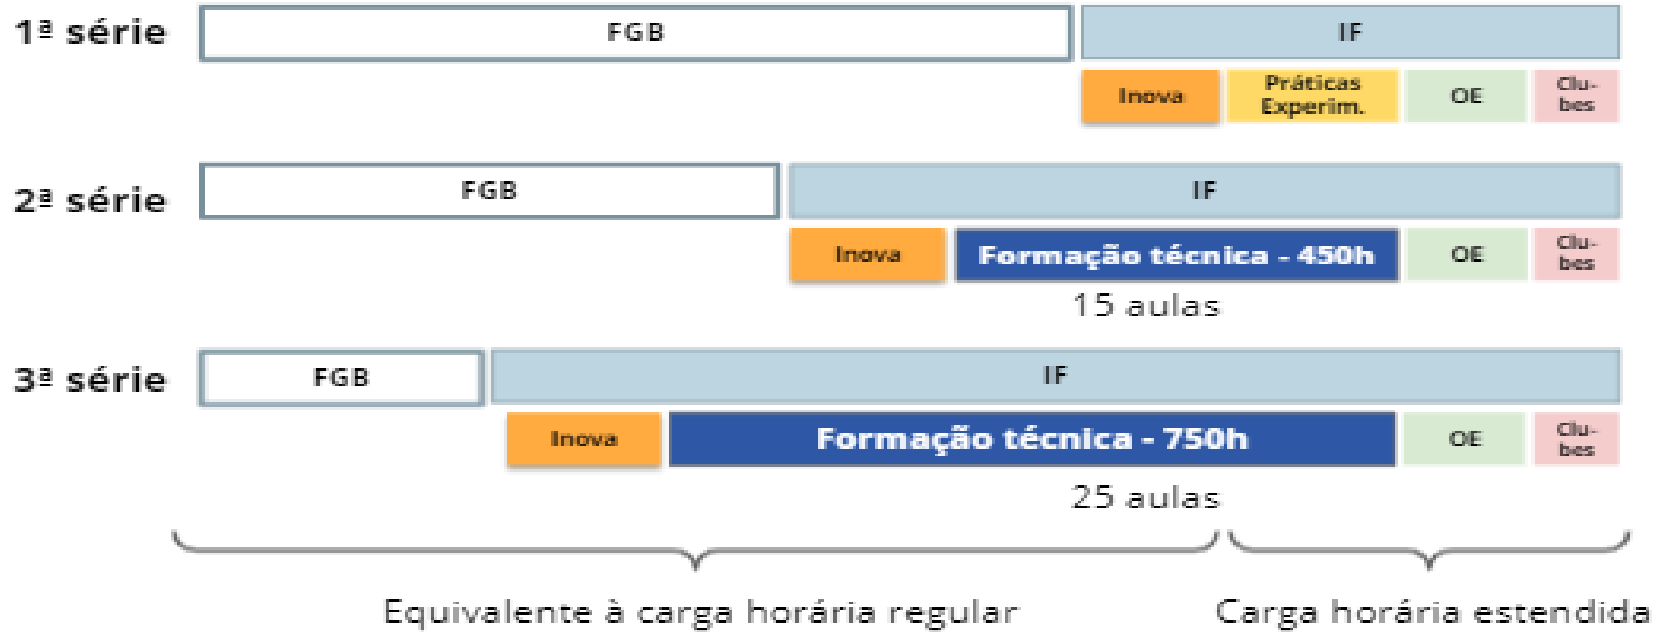 1ª série
FGB
IF
Inova
Práticas
Experim.
OE
Clu-
bes
2ª série
FGB
IF
Inova
Formação técnica - 450h
OE
Clu-
bes
15 aulas
3ª série
FGB
IF
Inova
Formação técnica - 750h
OE
Clu-
bes
25 aulas
Equivalente à carga horária regular
Carga horária estendida